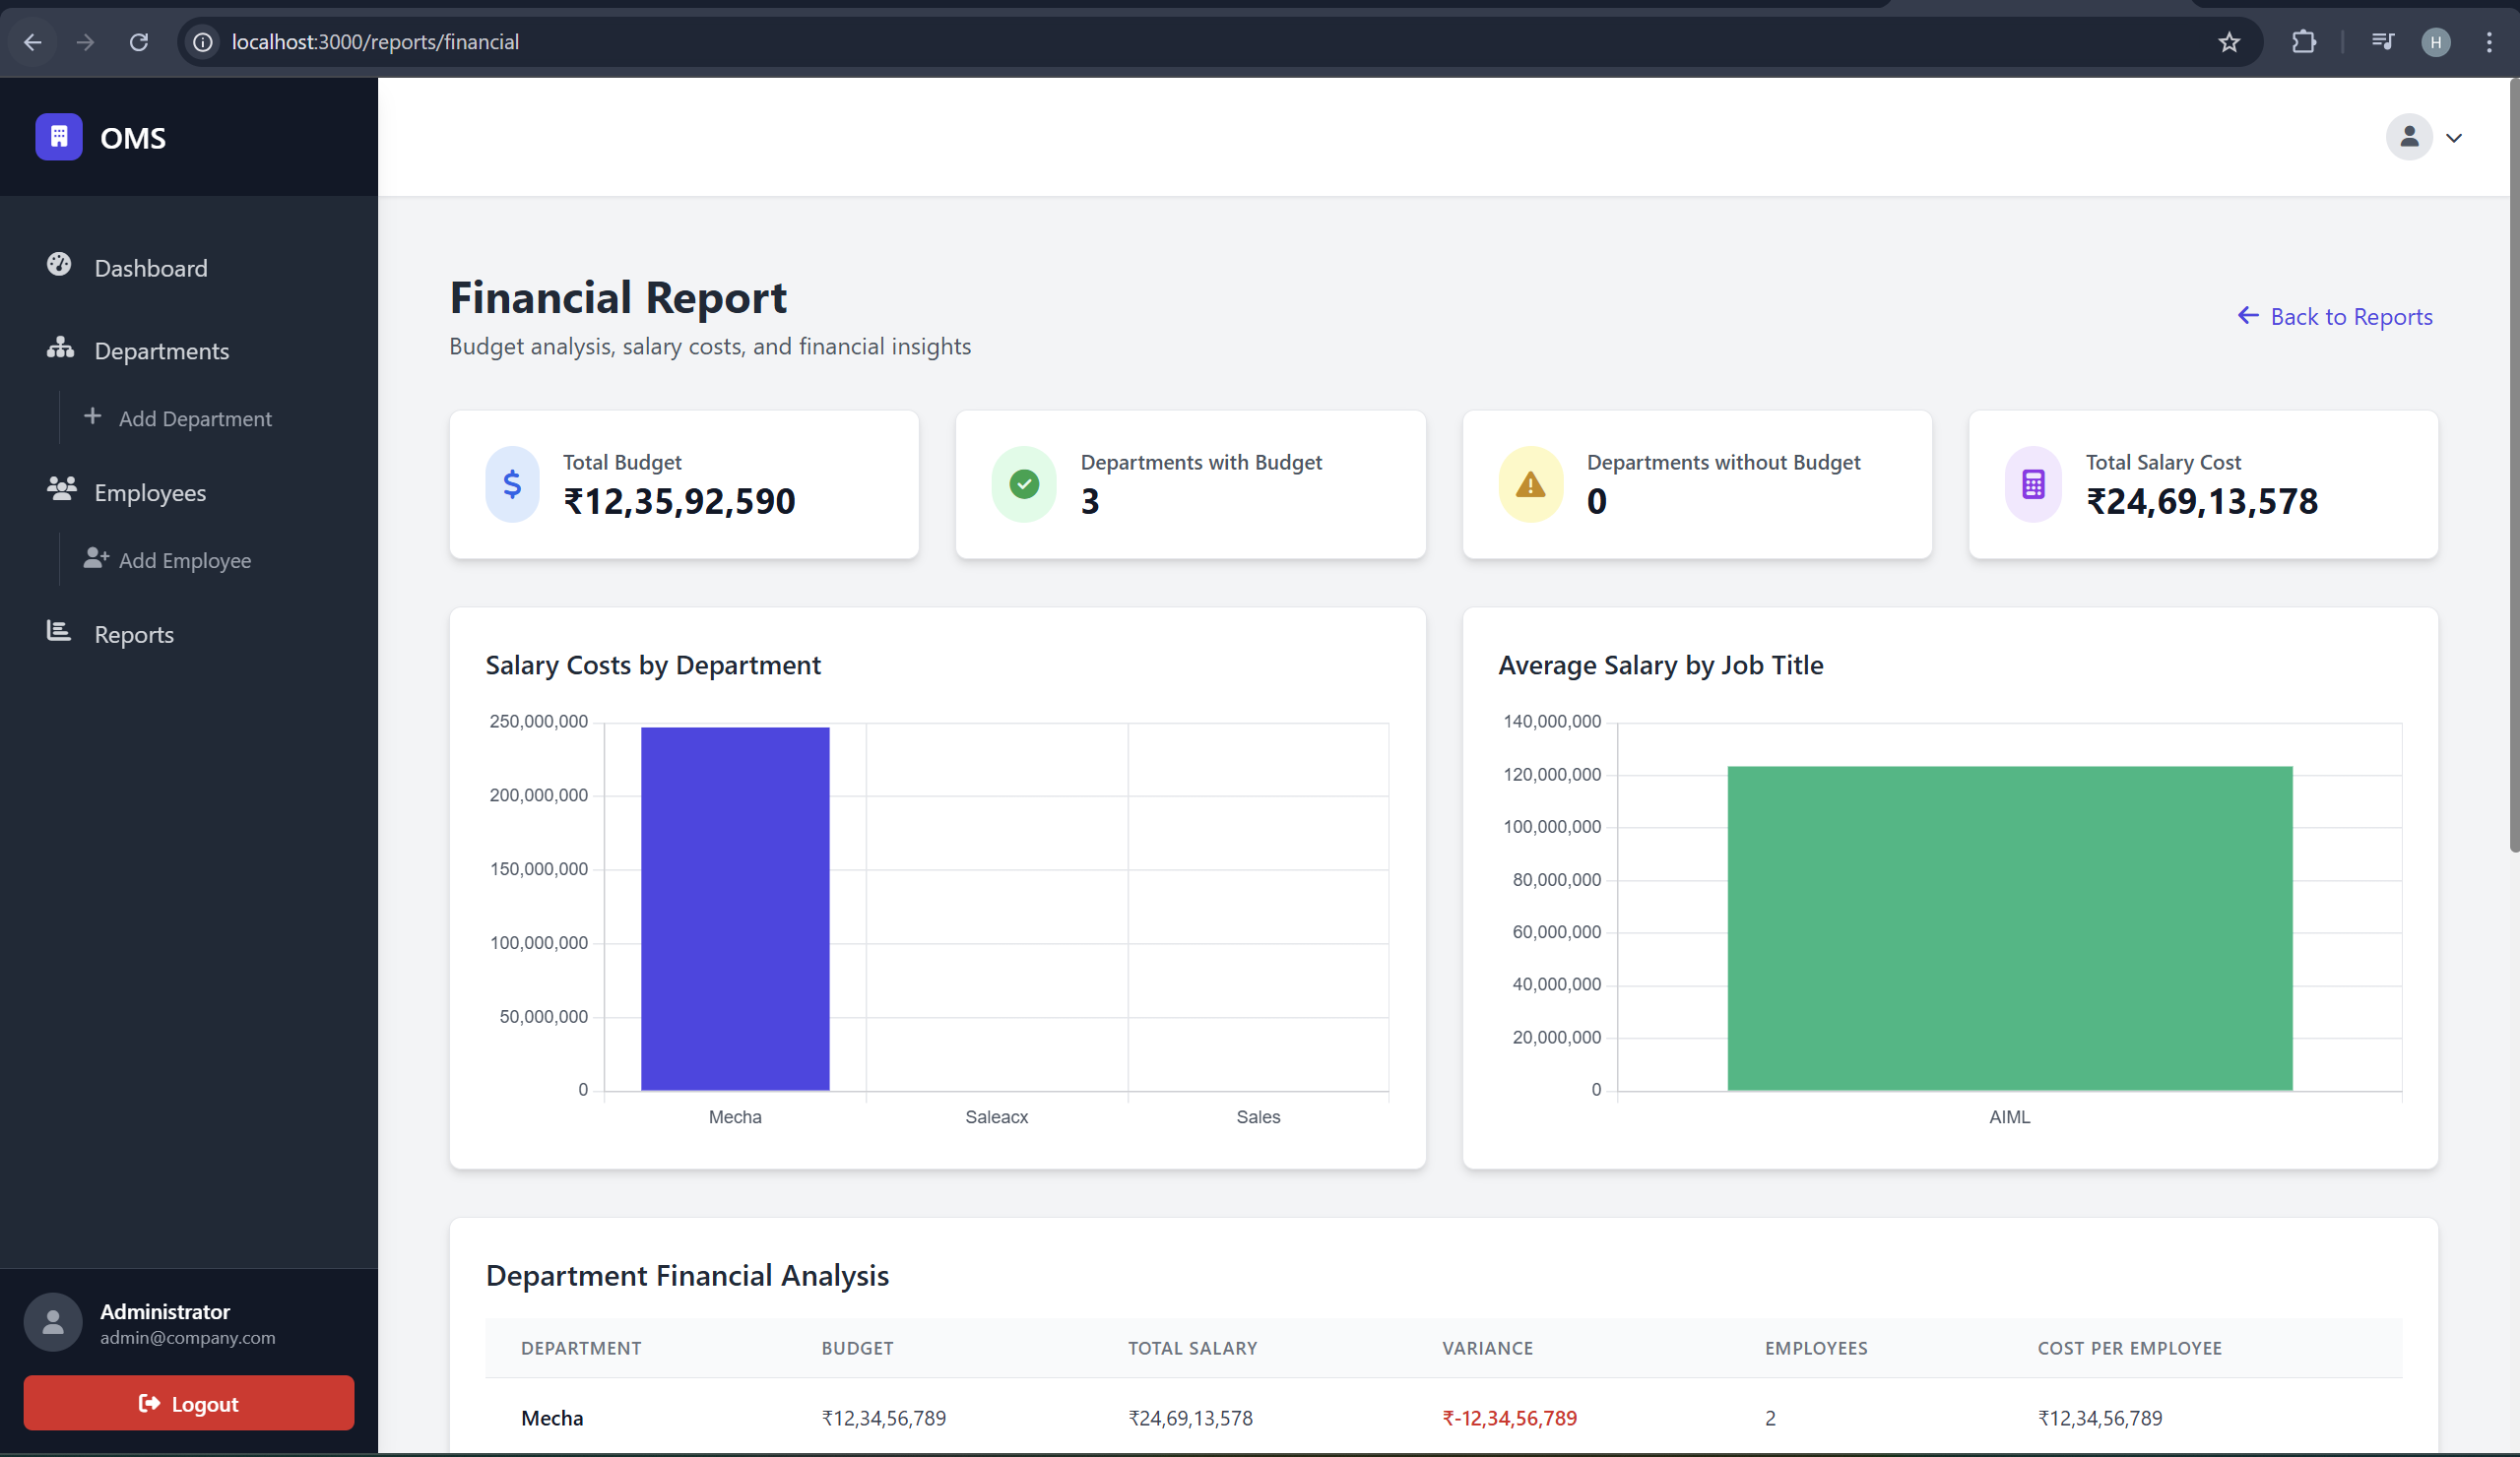 localhost:3000/reports/financial
H
OMS
Dashboard
Departments
Add Department
Employees
Add Employee
Reports
Administrator
admin@company.com
Logout
Financial Report
Budget analysis, salary costs, and financial insights
Back to Reports
Total Budget
₹12,35,92,590
Departments with Budget
3
Departments without Budget
0
Total Salary Cost
₹24,69,13,578
Salary Costs by Department
250,000,000
200,000,000
150,000,000
100,000,000
50,000,000
0
Mecha Saleacx Sales
Average Salary by Job Title
140,000,000
120,000,000
100,000,000
80,000,000
60,000,000
40,000,000
20,000,000
0
AIML
Department Financial Analysis
DEPARTMENT BUDGET TOTAL SALARY VARIANCE EMPLOYEES COST PER EMPLOYEE
Mecha ₹12,34,56,789 ₹24,69,13,578 ₹-12,34,56,789 2 ₹12,34,56,789